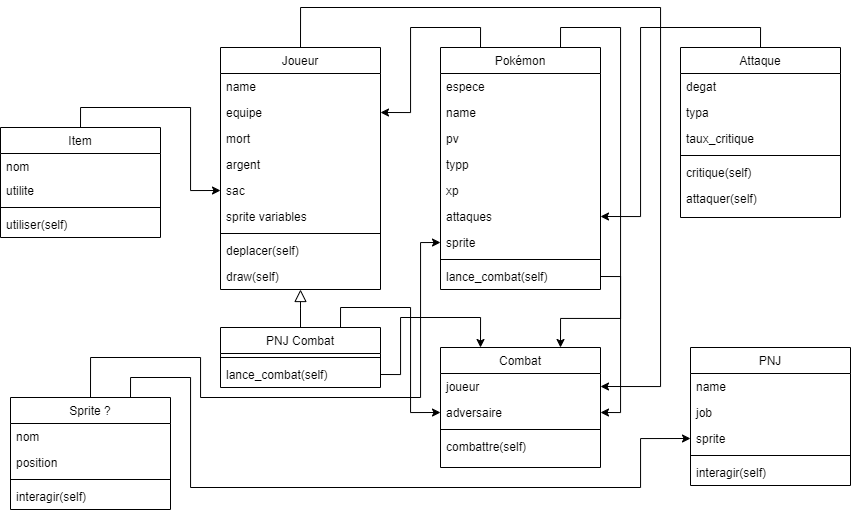 Joueur
name
equipe
mort
argent
sac
sprite variables
deplacer(self)
draw(self)
Pokémon
espece
name
pv
typp
xp
attaques
sprite
lance_combat(self)
Attaque
degat
typa
taux_critique
critique(self)
attaquer(self)
Item
nom
utilite
utiliser(self)
PNJ Combat
lance_combat(self)
Combat
joueur
adversaire
combattre(self)
PNJ
name
job
sprite
interagir(self)
Sprite ?
nom
position
interagir(self)